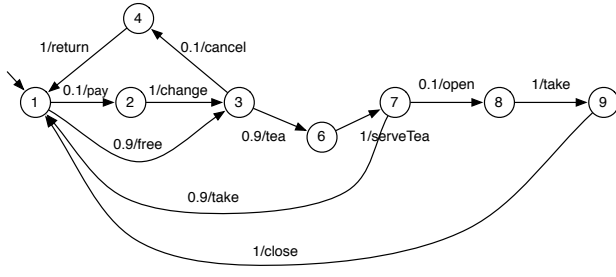 4
1/return
0.1/cancel
1
0.1/pay
2
1/change
3
7
0.1/open
8
1/take
9
0.9/free
0.9/tea
6
1/serveTea
0.9/take
1/close